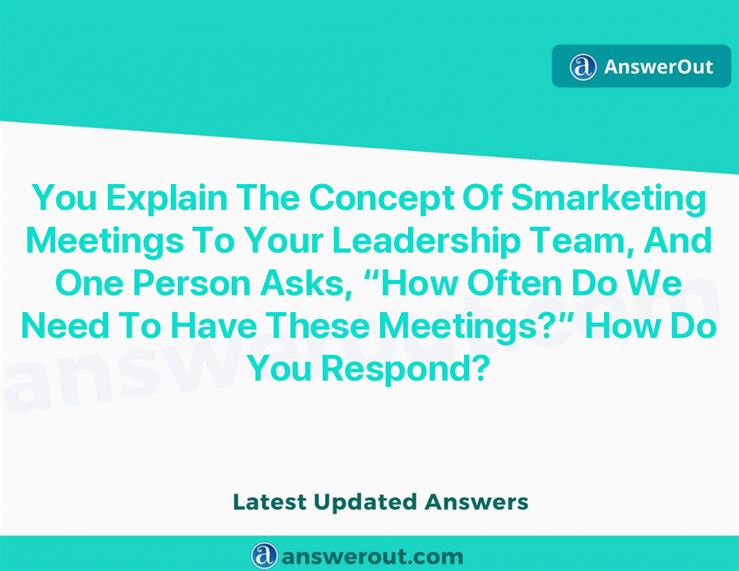 AnswerOut
You Explain The Concept Of Smarketing
Meetings To Your Leadership Team, And
One Person Asks, “How Often Do We
Need To Have These Meetings?” How Do
You Respond?
answerout.com
Latest Updated Answers
answerout.com